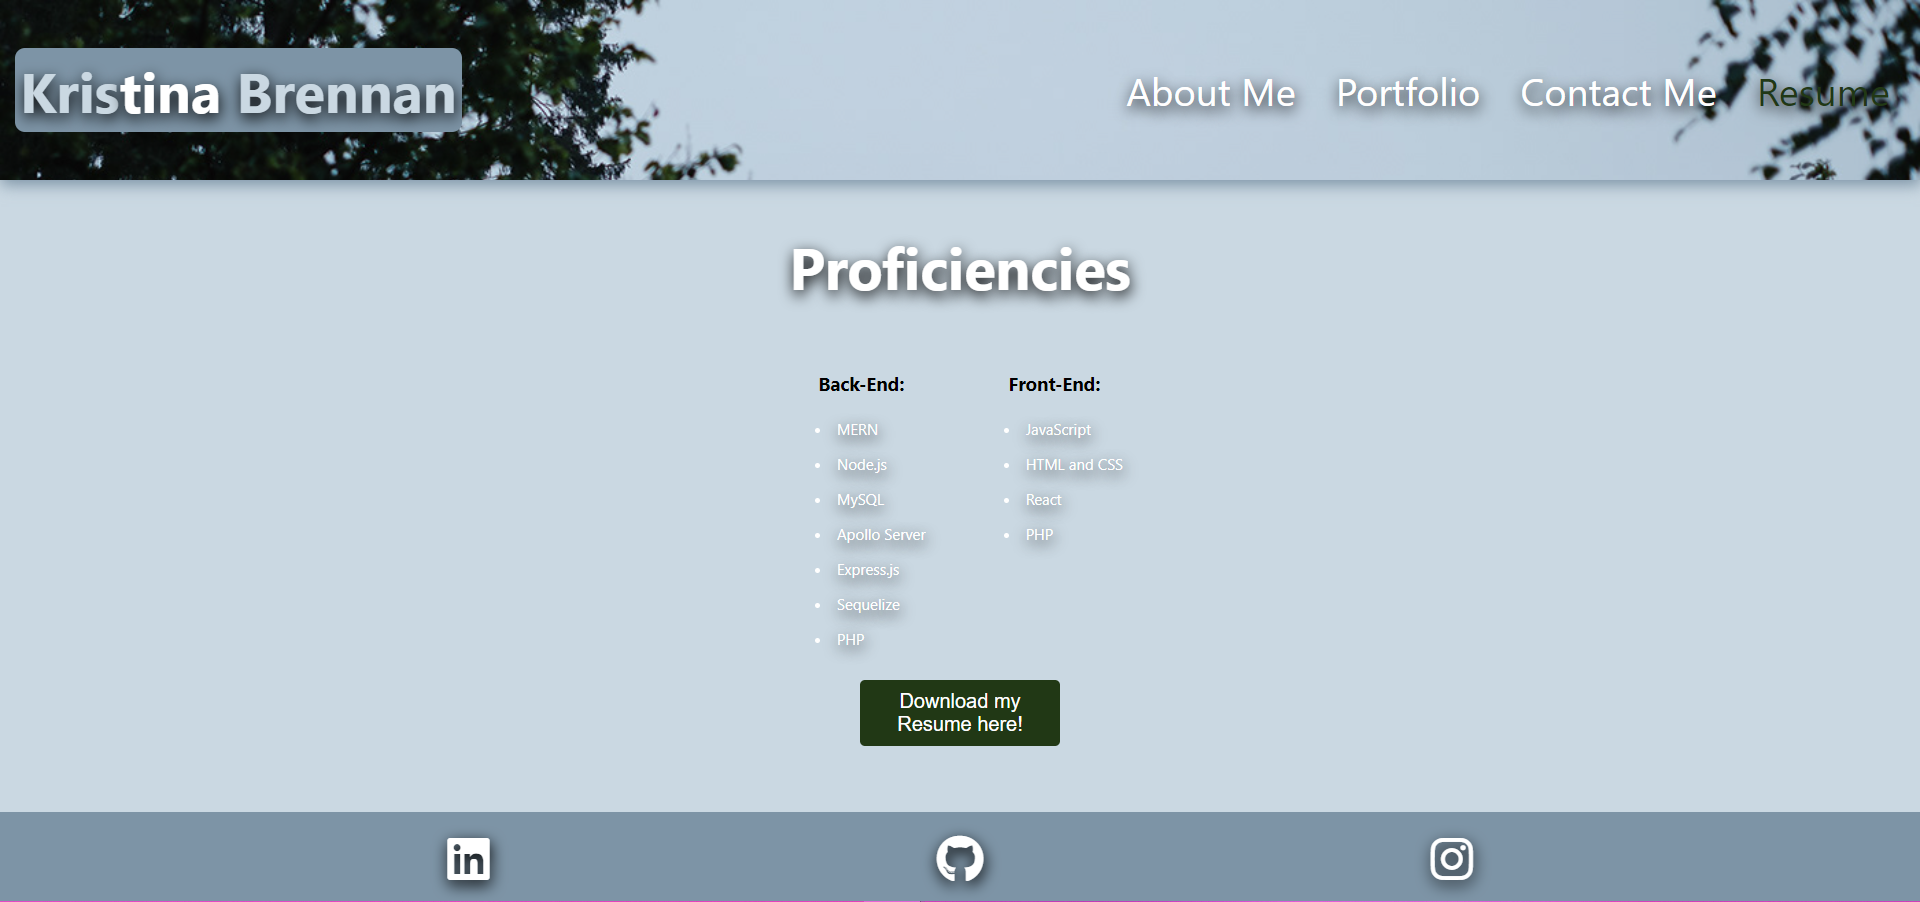 Kristina Brennan
About Me
Portfolio
Contact Me
Resume
Proficiencies
Back-End:
MERN
Node.js
MySQL
Apollo Server
Express.js
Sequelize
PHP
Front-End:
JavaScript
HTML and CSS
React
PHP
Download my
Resume here!
in